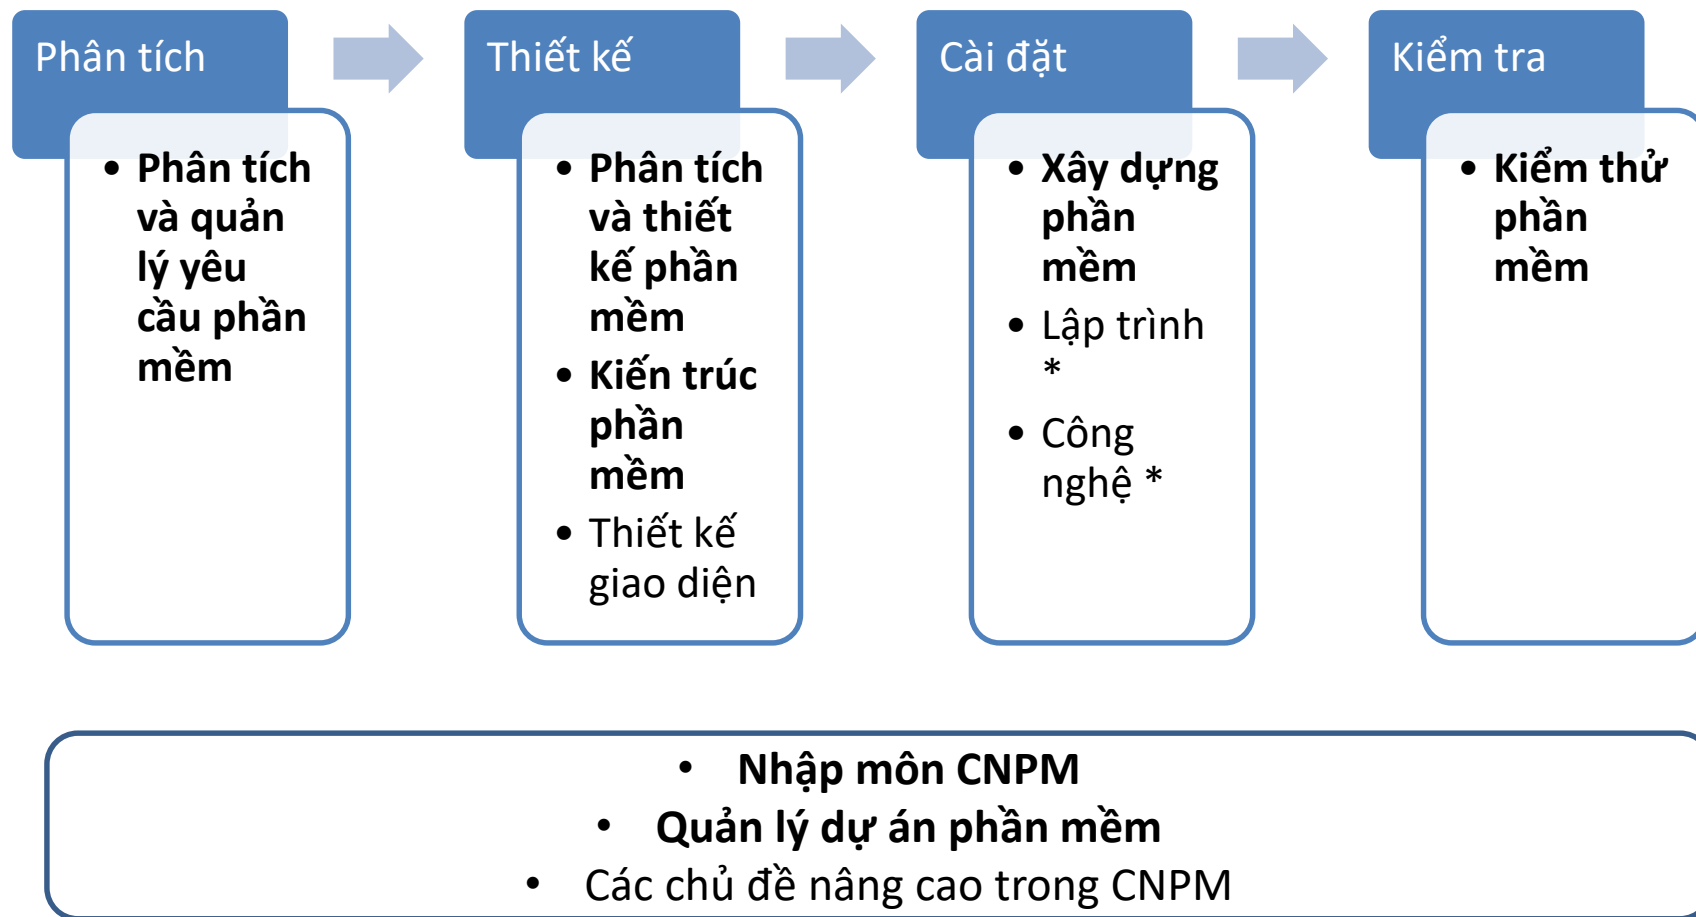 Phân tích
• Phân tích
và quản
lý yêu
cầu phần
mềm
Thiết kế
• Phân tích
và thiết
kế phần
mềm
• Kiến trúc
phần
mềm
• Thiết kế
giao diện
Cài đặt
• Xây dựng
phần
mềm
• Lập trình
*
• Công
nghệ *
Kiểm tra
• Kiểm thử
phần
mềm
• Nhập môn CNPM
• Quản lý dự án phần mềm
• Các chủ đề nâng cao trong CNPM